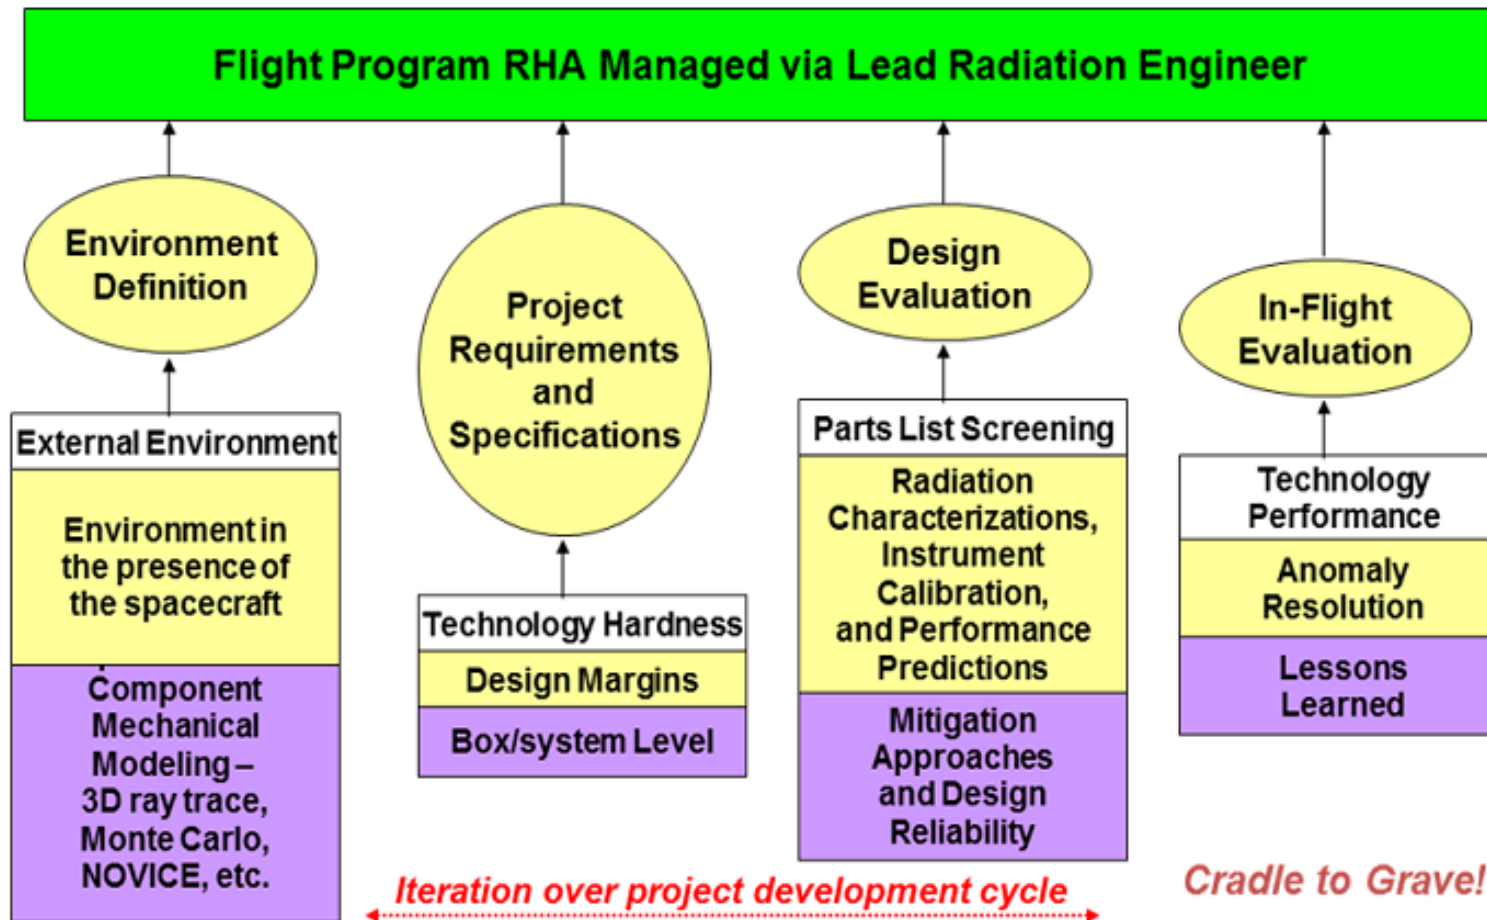 Flight Program RHA Managed via Lead Radiation Engineer
Environment
Definition
External Environment
Environment in
the presence of
the spacecraft
Component
Mechanical
Modeling –
3D ray trace,
Monte Carlo,
NOVICE, etc.
Project
Requirements
and
Specifications
Technology Hardness
Design Margins
Box/system Level
Design
Evaluation
Parts List Screening
Radiation
Characterizations,
Instrument
Calibration,
and Performance
Predictions
Mitigation
Approaches
and Design
Reliability
In-Flight
Evaluation
Technology
Performance
Anomaly
Resolution
Lessons
Learned
Iteration over project development cycle
Cradle to Grave!